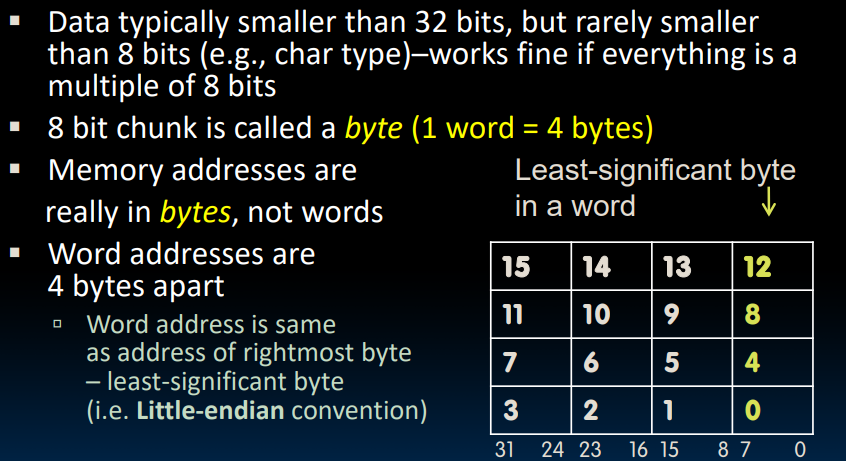 ▪ Data typically smaller than 32 bits, but rarely smaller
than 8 bits (e.g., char type)–works fine if everything is a
multiple of 8 bits
▪ 8 bit chunk is called a byte (1 word = 4 bytes)
▪ Memory addresses are
really in bytes, not words
▪ Word addresses are
4 bytes apart
▫ Word address is same
as address of rightmost byte
– least-significant byte
(i.e. Little-endian convention)
Least-significant byte
in a word
15 14 13 12
11 10 9 8
7 6 5 4
3 2 1 0
31 24 23 16 15 8 7 0